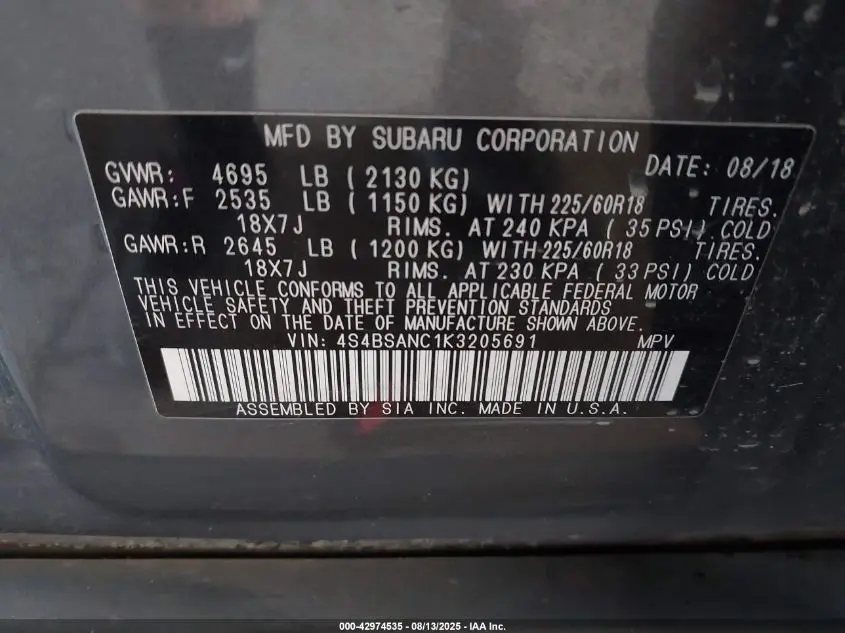 MFD BY SUBARU CORPORATION
GVWR: 4695 LB ( 2130 KG) DATE: 08/18
GAWR:F 2535 LB ( 1150 KG) WITH 225/60R18 TIRES.
18X7J RIMS. AT 240 KPA ( 35 PSI) COLD
GAWR:R 2645 LB ( 1200 KG) WITH 225/60R18 TIRES.
18X7J RIMS. AT 230 KPA ( 33 PSI) COLD
THIS VEHICLE CONFORMS TO ALL APPLICABLE FEDERAL MOTOR
VEHICLE SAFETY AND THEFT PREVENTION STANDARDS
IN EFFECT ON THE DATE OF MANUFACTURE SHOWN ABOVE.
VIN: 4S4BSANC1K3205691 MPV
ASSEMBLED BY SIA INC. MADE IN U.S.A.
000-42974535 - 08/13/2025 - IAA Inc.